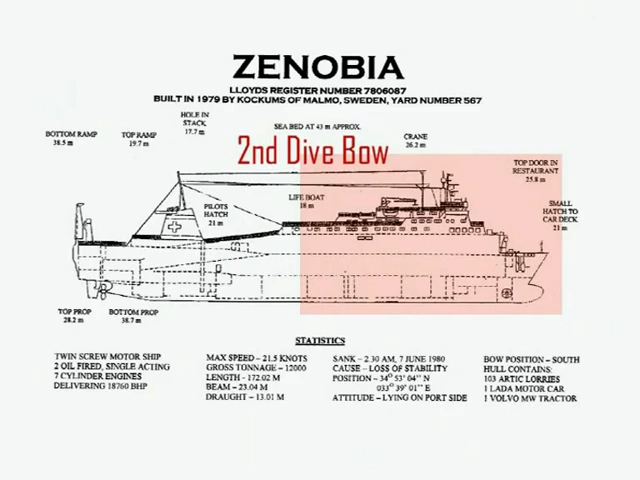 ZENOBIA
LLOYDS REGISTER NUMBER 7806087
BUILT IN 1979 BY KOCKUMS OF MALMO, SWEDEN, YARD NUMBER 567
HOLE IN
STACK
17.7 m
SEA BED AT 43 m APPROX.
BOTTOM RAMP
38.5 m
TOP RAMP
19.7 m
CRANE
26.2 m
2nd Dive Bow
TOP DOOR IN
RESTAURANT
25.8 m
PILOTS
HATCH
21 m
LIFE BOAT
18 m
SMALL
HATCH TO
CAR DECK
21 m
TOP PROP
28.2 m
BOTTOM PROP
38.7 m
STATISTICS
TWIN SCREW MOTOR SHIP
2 OIL FIRED, SINGLE ACTING
7 CYLINDER ENGINES
DELIVERING 18760 BHP
MAX SPEED – 21.5 KNOTS
GROSS TONNAGE – 12000
LENGTH – 172.02 M
BEAM – 23.04 M
DRAUGHT – 13.01 M
SANK – 2.30 AM, 7 JUNE 1980
CAUSE – LOSS OF STABILITY
POSITION – 34° 53' 04'' N
033° 39' 01'' E
ATTITUDE – LYING ON PORT SIDE
BOW POSITION – SOUTH
HULL CONTAINS:
103 ARTIC LORRIES
1 LADA MOTOR CAR
1 VOLVO MW TRACTOR